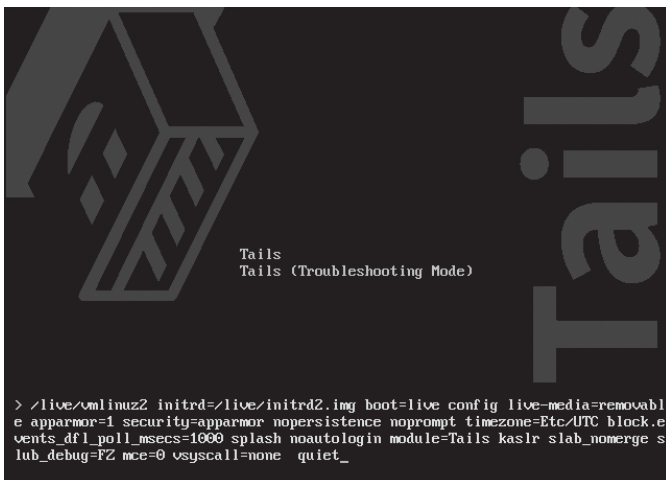 Tails
Tails
Tails (Troubleshooting Mode)
> /live/vmlinuz2 initrd=/live/initrd2.img boot=live config live-media=removabl
e apparmor=1 security=apparmor nopersistence noprompt timezone=Etc/UTC block.e
vents_dfl_poll_msecs=1000 splash noautologin module=Tails kaslr slab_nomerge s
lub_debug=FZ mce=0 vsyscall=none  quiet_